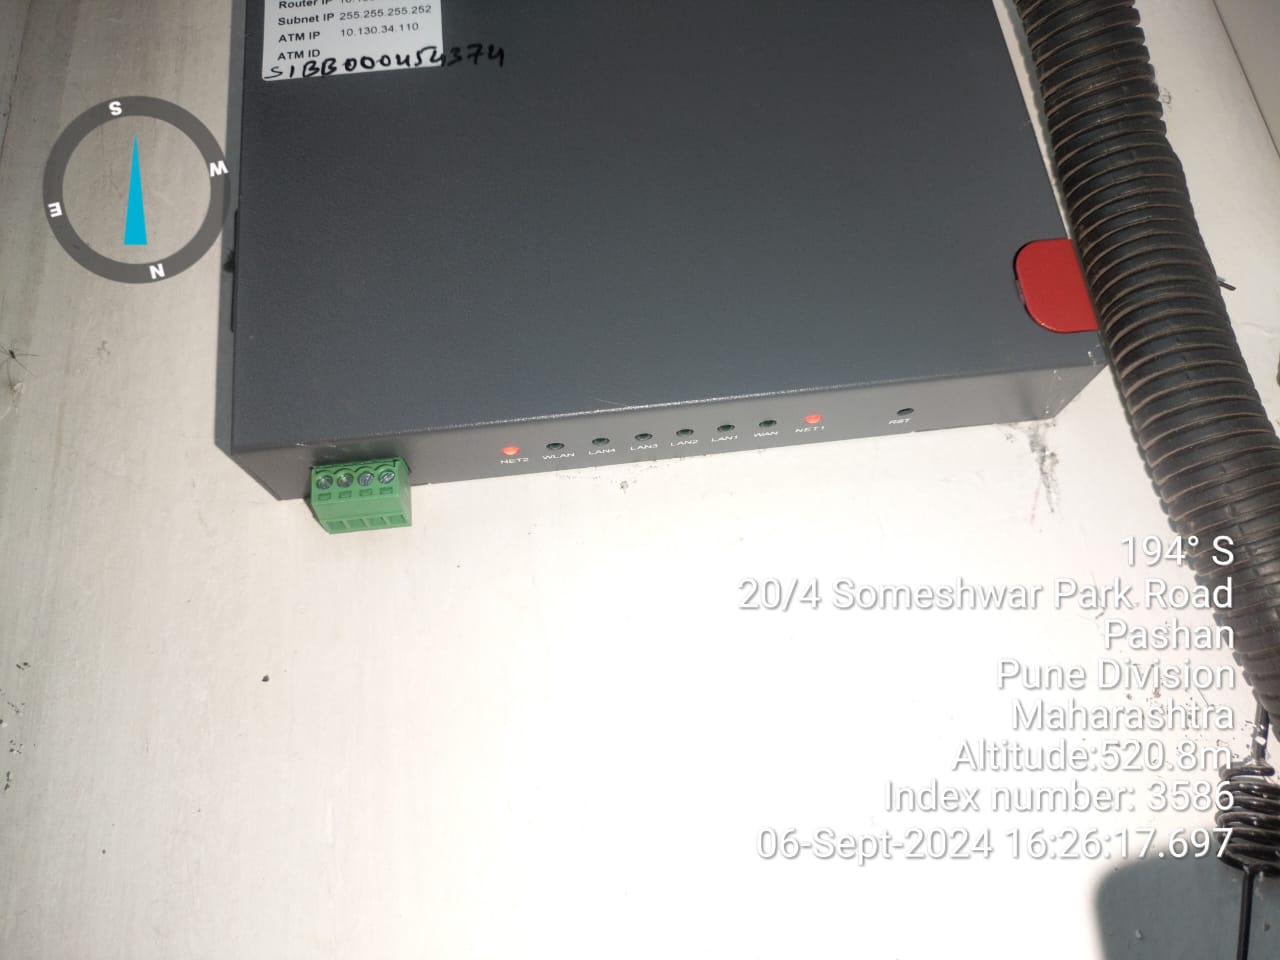 Router IP
Subnet IP 255.255.255.252
ATM IP 10.130.34.110
ATM ID
S1BB000454374
S
W
E
N
NET2 WLAN LAN4 LAN3 LAN2 LAN1 WAN NET1 RST
194° S
20/4 Someshwar Park Road
Pashan
Pune Division
Maharashtra
Altitude:520.8m
Index number: 3586
06-Sept-2024 16:26:17.697